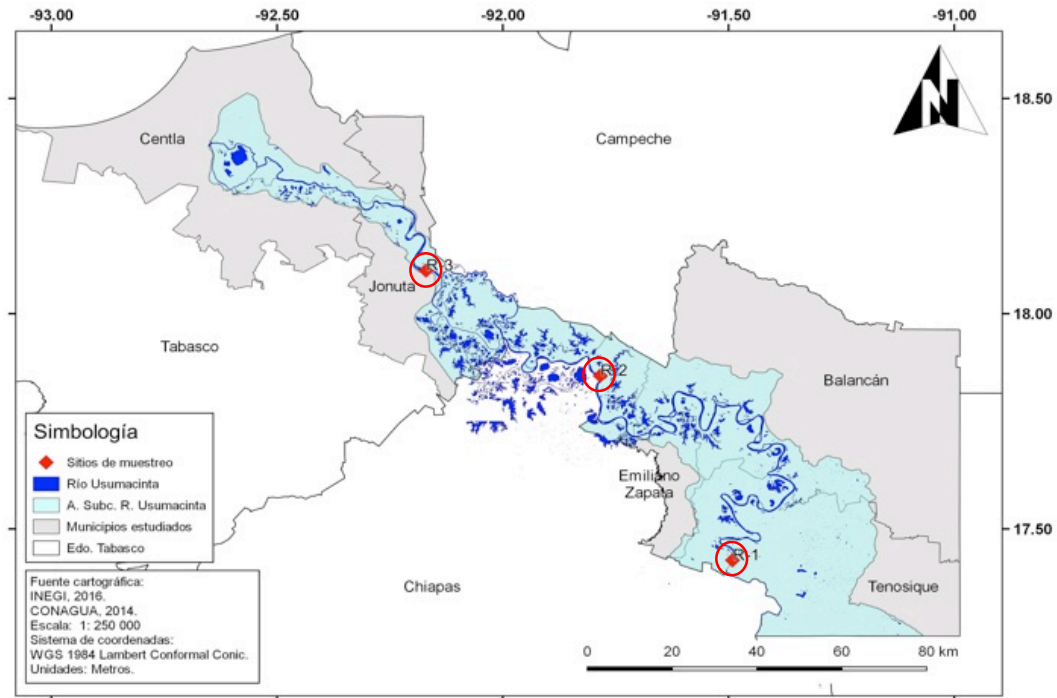 -93.00 -92.50 -92.00 -91.50 -91.00
18.50
18.00
17.50
N
Centla
Campeche
R-3
Jonuta
Tabasco
R-2
Balancán
Emiliano
Zapata
R-1
Chiapas
Tenosique
Simbología
Sitios de muestreo
Río Usumacinta
A. Subc. R. Usumacinta
Municipios estudiados
Edo. Tabasco
Fuente cartográfica:
INEGI, 2016.
CONAGUA, 2014.
Escala: 1: 250 000
Sistema de coordenadas:
WGS 1984 Lambert Conformal Conic.
Unidades: Metros.
0 20 40 60 80 km